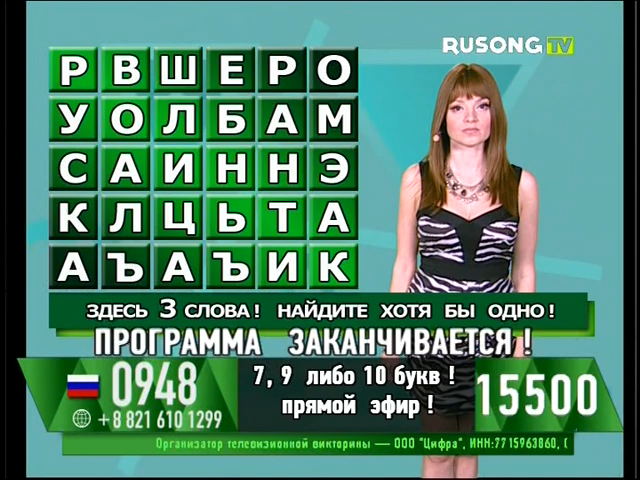 RUSONG TV
Р В Ш Е Р О
У О Л Б А М
С А И Н Н Э
К Л Ц Ь Т А
А Ъ А Ъ И К
ЗДЕСЬ 3 СЛОВА! НАЙДИТЕ ХОТЯ БЫ ОДНО!
ПРОГРАММА ЗАКАНЧИВАЕТСЯ!
0948
+8 821 610 1299
7, 9 либо 10 букв!
прямой эфир!
15500
Организатор телевизионной викторины — ООО "Цифра", ИНН:7715963860, (